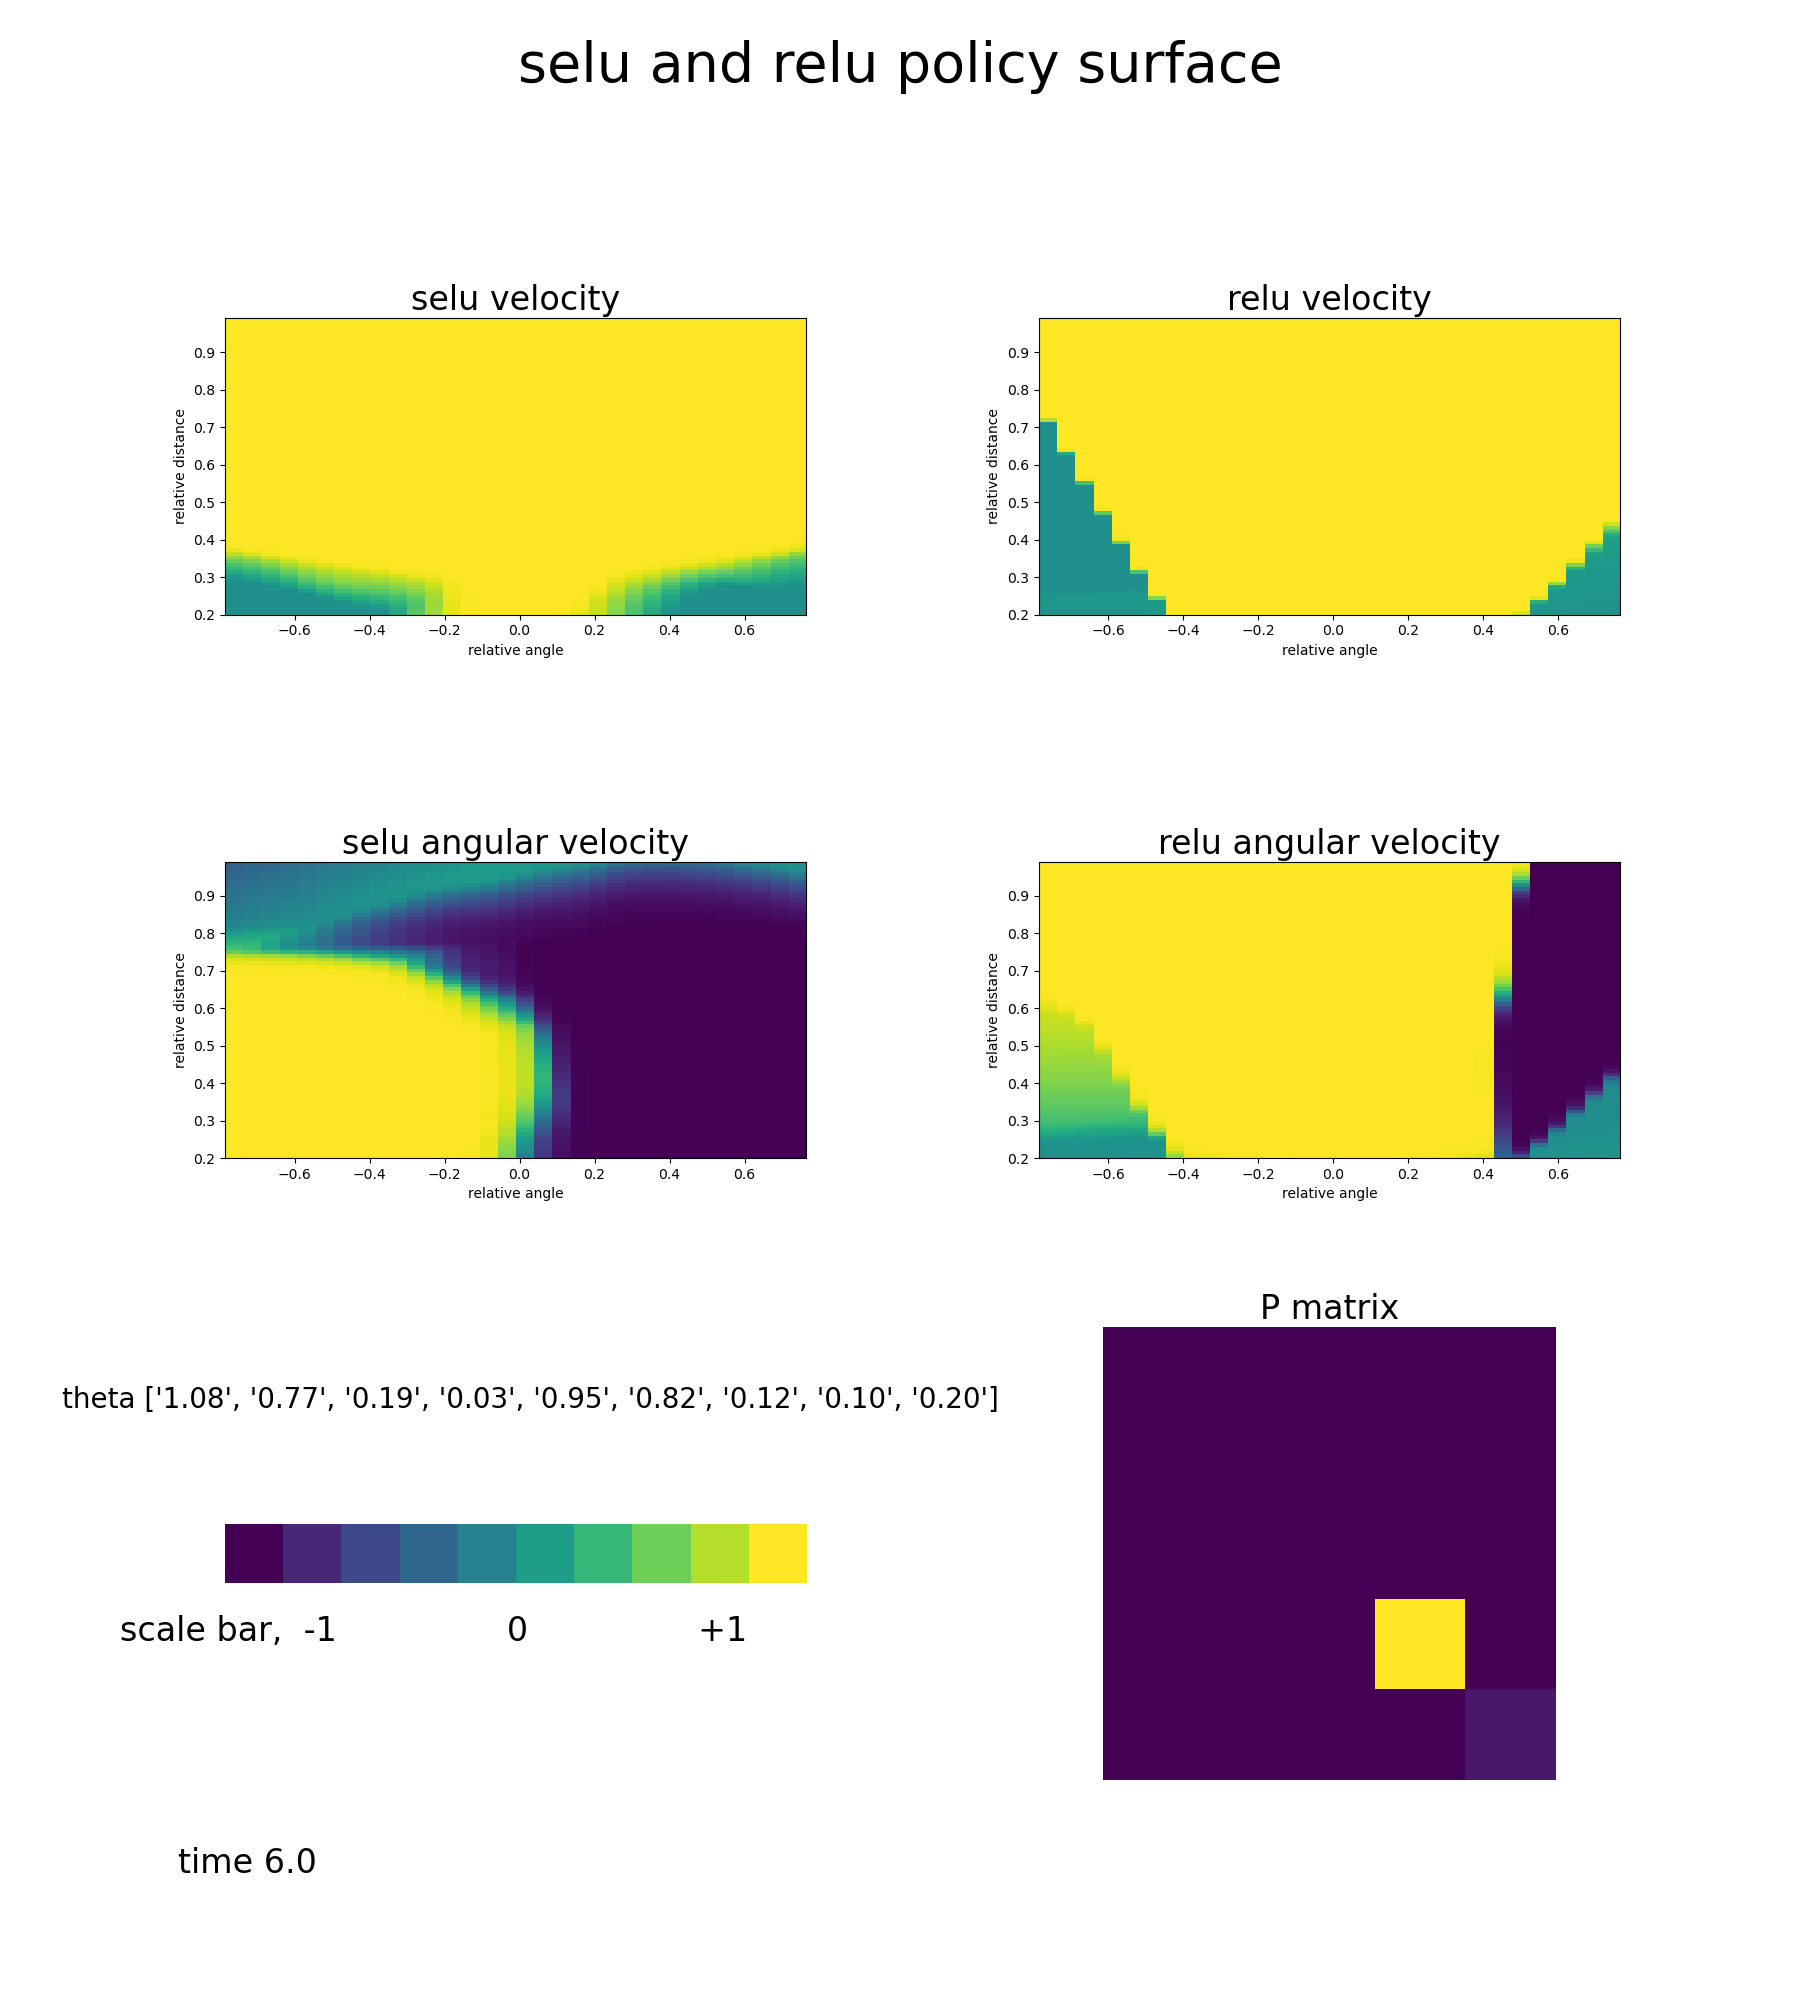 selu and relu policy surface
selu velocity
relative distance
0.9
0.8
0.7
0.6
0.5
0.4
0.3
0.2
−0.6 −0.4 −0.2 0.0 0.2 0.4 0.6
relative angle
relu velocity
relative distance
0.9
0.8
0.7
0.6
0.5
0.4
0.3
0.2
−0.6 −0.4 −0.2 0.0 0.2 0.4 0.6
relative angle
selu angular velocity
relative distance
0.9
0.8
0.7
0.6
0.5
0.4
0.3
0.2
−0.6 −0.4 −0.2 0.0 0.2 0.4 0.6
relative angle
relu angular velocity
relative distance
0.9
0.8
0.7
0.6
0.5
0.4
0.3
0.2
−0.6 −0.4 −0.2 0.0 0.2 0.4 0.6
relative angle
P matrix
theta ['1.08', '0.77', '0.19', '0.03', '0.95', '0.82', '0.12', '0.10', '0.20']
scale bar, -1 0 +1
time 6.0